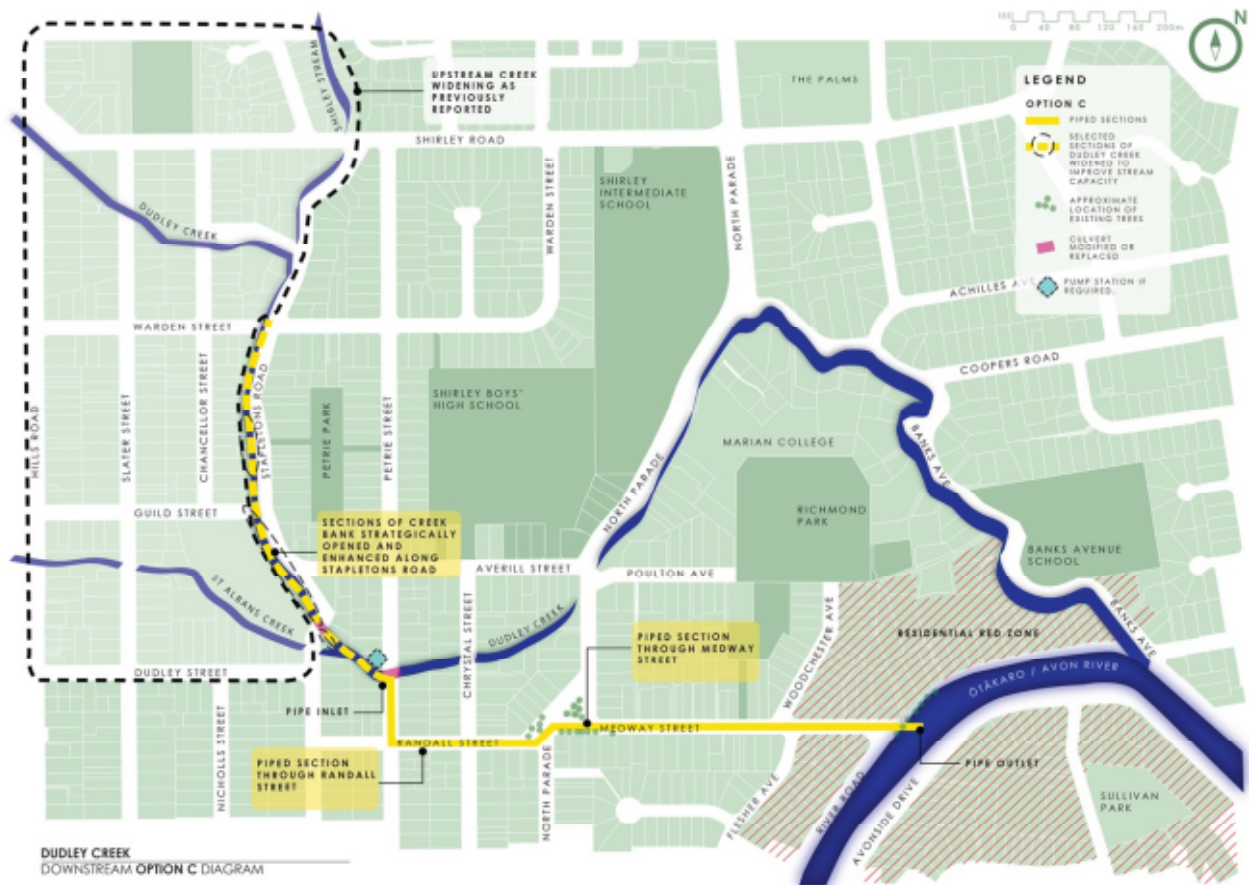 N
0 40 80 120 160 200m
LEGEND
OPTION C
PIPED SECTIONS
SELECTED
SECTIONS OF
DUDLEY CREEK
WIDENED TO
IMPROVE STREAM
CAPACITY
APPROXIMATE
LOCATION OF
EXISTING TREES
CULVERT
MODIFIED OR
REPLACED
PUMP STATION IF
REQUIRED.
UPSTREAM CREEK
WIDENING AS
PREVIOUSLY
REPORTED
SHIRLEY STREAM
THE PALMS
SHIRLEY ROAD
SHIRLEY
INTERMEDIATE
SCHOOL
WARDEN STREET
NORTH PARADE
DUDLEY CREEK
ACHILLES AVE
WARDEN STREET
COOPERS ROAD
HILLS ROAD
SLATER STREET
CHANCELLOR STREET
STAPLETONS ROAD
PETRIE PARK
PETRIE STREET
SHIRLEY BOYS'
HIGH SCHOOL
MARIAN COLLEGE
BANKS AVE
NORTH PARADE
RICHMOND
PARK
GUILD STREET
SECTIONS OF CREEK
BANK STRATEGICALLY
OPENED AND
ENHANCED ALONG
STAPLETONS ROAD
BANKS AVENUE
SCHOOL
AVERILL STREET
POULTON AVE
ST ALBANS CREEK
CHRYSTAL STREET
DUDLEY CREEK
WOODCHESTER AVE
BANKS AVE
RESIDENTIAL RED ZONE
PIPED SECTION
THROUGH MEDWAY
STREET
DUDLEY STREET
ŌTĀKARO / AVON RIVER
PIPE INLET
NICHOLLS STREET
RANDALL STREET
MEDWAY STREET
PIPED SECTION
THROUGH RANDALL
STREET
NORTH PARADE
FLESHER AVE
RIVER ROAD
AVONSIDE DRIVE
PIPE OUTLET
SULLIVAN
PARK
DUDLEY CREEK
DOWNSTREAM OPTION C DIAGRAM